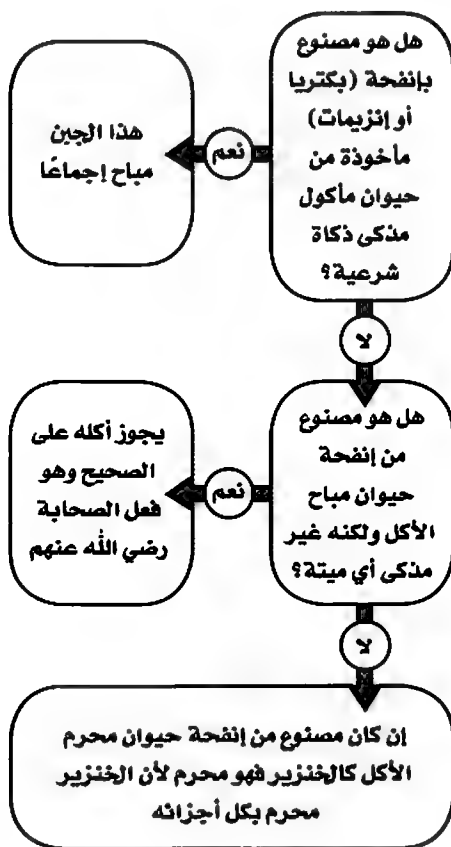 هل هو مصنوع
بإنفحة (بكتريا
أو إنزيمات)
مأخوذة من
حيوان مأكول
مذكى ذكاة
شرعية؟
نعم
هذا الجبن
مباح إجماعًا
لا
هل هو مصنوع
من إنفحة
حيوان مباح
الأكل ولكنه غير
مذكى أي ميتة؟
نعم
يجوز أكله على
الصحيح وهو
فعل الصحابة
رضي الله عنهم
لا
إن كان مصنوع من إنفحة حيوان محرم
الأكل كالخنزير فهو محرم لأن الخنزير
محرم بكل أجزائه